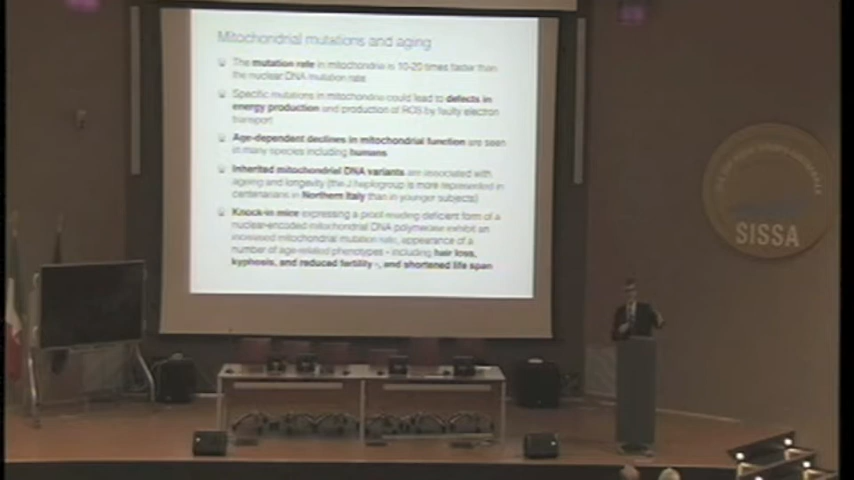 Mitochondrial mutations and aging
The mutation rate in mitochondria is 10-20 times faster than
the nuclear DNA mutation rate
Specific mutations in mitochondria could lead to defects in
energy production and production of ROS by faulty electron
transport
Age-dependent declines in mitochondrial function are seen
in many species including humans
Inherited mitochondrial DNA variants are associated with
ageing and longevity (the J haplogroup is more represented in
centenarians in Northern Italy than in younger subjects)
Knock-in mice expressing a proof-reading deficient form of a
nuclear-encoded mitochondrial DNA polymerase exhibit an
increased mitochondrial mutation rate, appearance of a
number of age-related phenotypes - including hair loss,
kyphosis, and reduced fertility -, and shortened life span
SISSA